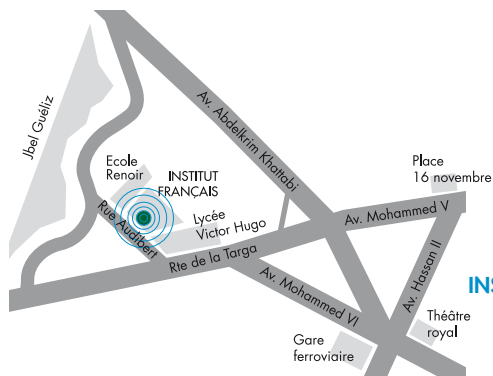 Jbel Guéliz
Av. Abdelkrim Khattabi
Ecole
Renoir
INSTITUT
FRANÇAIS
Place
16 novembre
Rue Audibert
Lycée
Victor Hugo
Av. Mohammed V
Rte de la Targa
Av. Mohammed VI
Av. Hassan II
INS
Théâtre
royal
Gare
ferroviaire